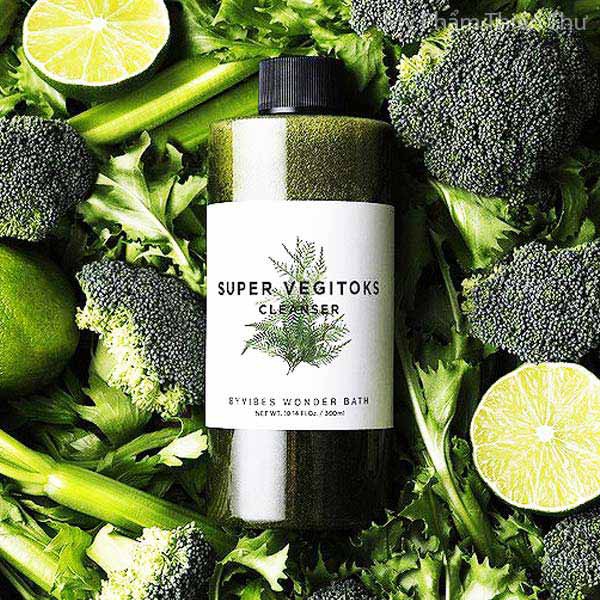 SUPER VEGITOKS
CLEANSER
BYVIBES WONDER BATH
NET WT. 10.14 Fl.Oz. / 300ml